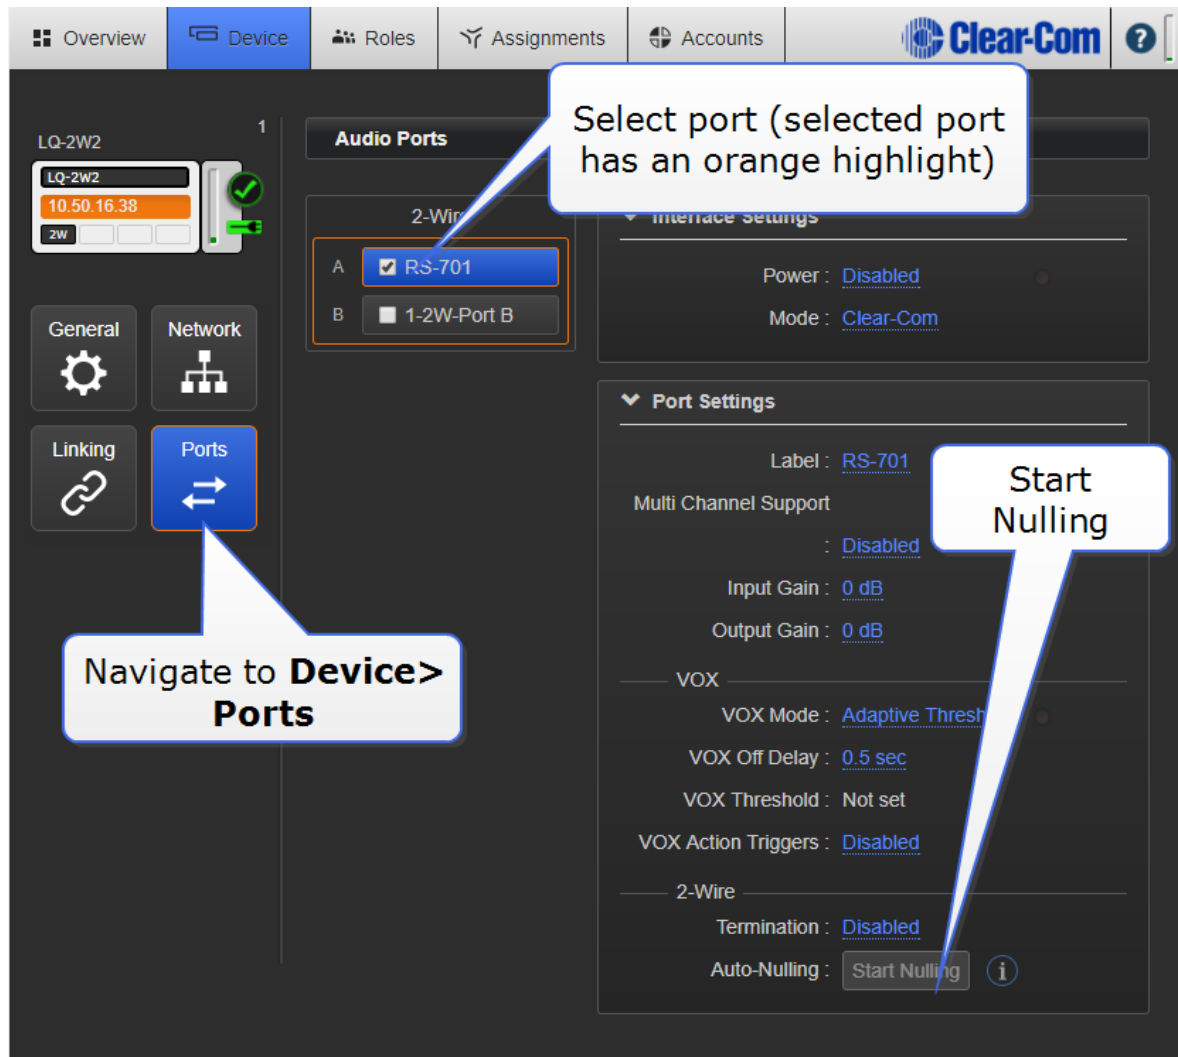 Overview
Device
Roles
Assignments
Accounts
Clear-Com
?
Select port (selected port
has an orange highlight)
LQ-2W2
1
LQ-2W2
10.50.16.38
2W
General
Network
Linking
Ports
Navigate to Device>
Ports
Audio Ports
2-Wire
A RS-701
B 1-2W-Port B
Interface Settings
Power : Disabled
Mode : Clear-Com
Port Settings
Label : RS-701
Multi Channel Support
: Disabled
Input Gain : 0 dB
Output Gain : 0 dB
VOX
VOX Mode : Adaptive Thresh
VOX Off Delay : 0.5 sec
VOX Threshold : Not set
VOX Action Triggers : Disabled
2-Wire
Termination : Disabled
Auto-Nulling : Start Nulling i
Start
Nulling